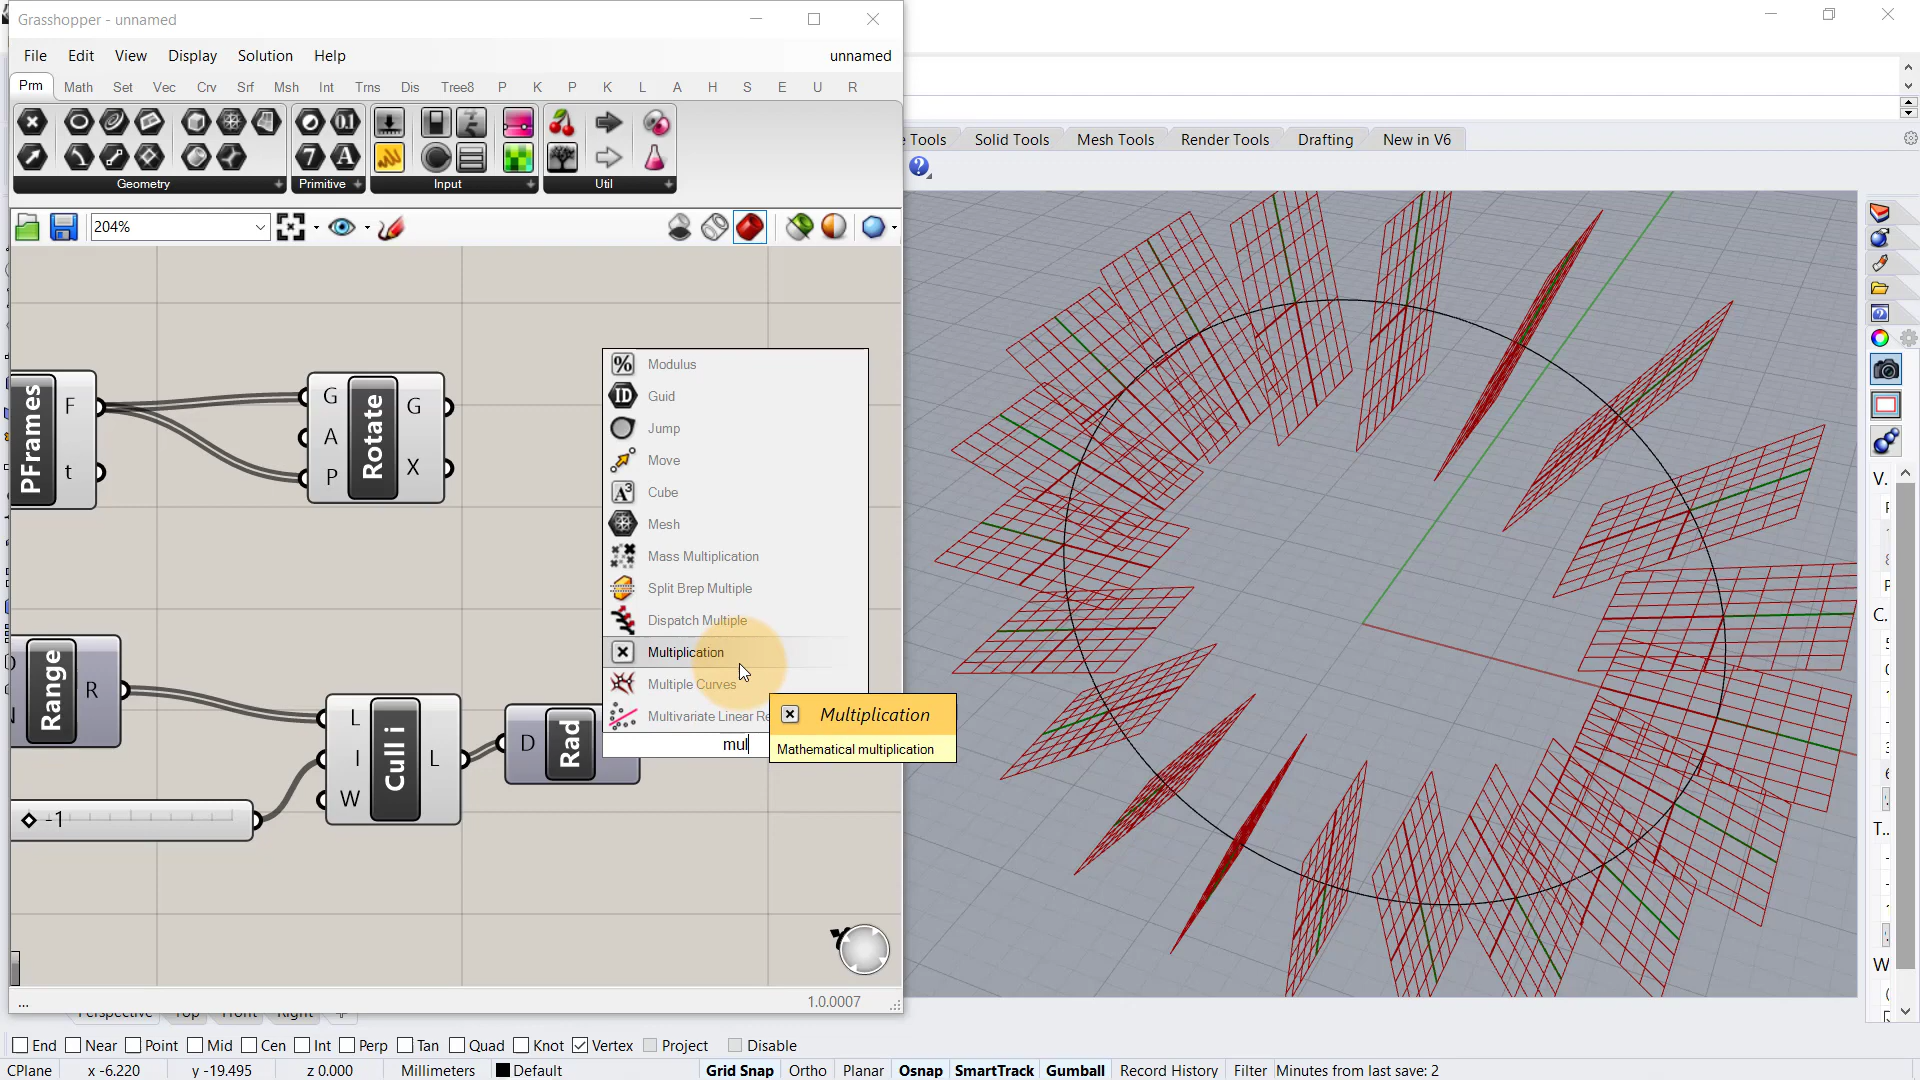 Grasshopper - unnamed
File Edit View Display Solution Help unnamed
Prm Math Set Vec Crv Srf Msh Int Trns Dis Tree8 P K P K L A H S E U R
Geometry Primitive Input Util
204%
e Tools Solid Tools Mesh Tools Render Tools Drafting New in V6
PFrames F t
G A P Rotate G X
Range R
L I W Cull i L
D Rad
-1
Modulus
Guid
Jump
Move
Cube
Mesh
Mass Multiplication
Split Brep Multiple
Dispatch Multiple
Multiplication
Multiple Curves
Multivariate Linear Re
mul
Multiplication
Mathematical multiplication
... 1.0.0007
Perspective Top Front Right
V.
C.
T..
W
End Near Point Mid Cen Int Perp Tan Quad Knot Vertex Project Disable
CPlane x -6.220 y -19.495 z 0.000 Millimeters Default Grid Snap Ortho Planar Osnap SmartTrack Gumball Record History Filter Minutes from last save: 2